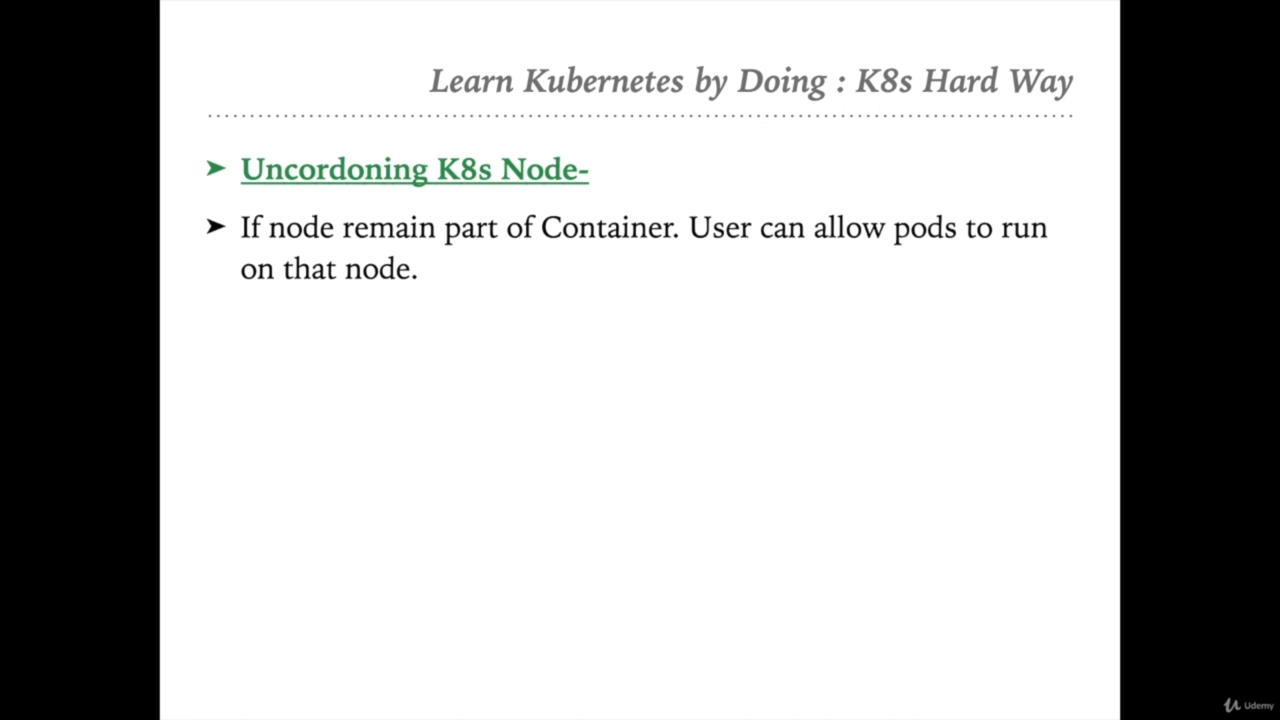 Learn Kubernetes by Doing : K8s Hard Way
➤ Uncordoning K8s Node-
➤ If node remain part of Container. User can allow pods to run
on that node.
Udemy